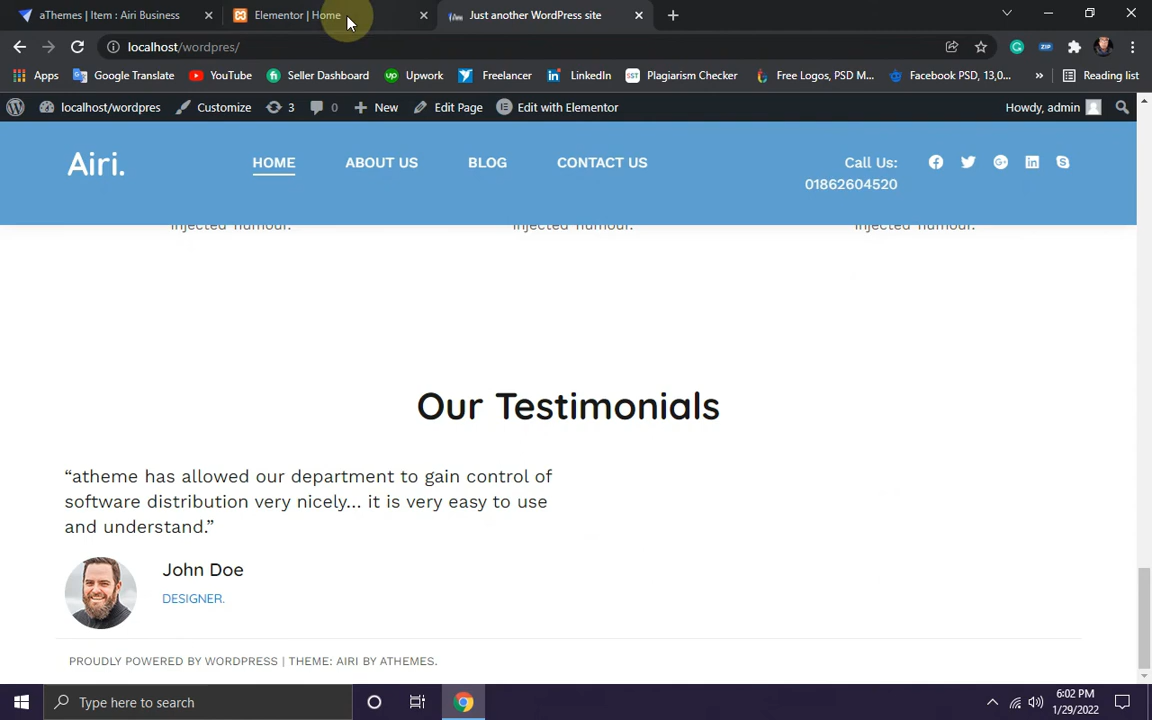 aThemes | Item : Airi Business
Elementor | Home
Just another WordPress site
localhost/wordpres/
Apps Google Translate YouTube Seller Dashboard Upwork Freelancer LinkedIn Plagiarism Checker Free Logos, PSD M... Facebook PSD, 13,0... » Reading list
localhost/wordpres Customize 3 0 New Edit Page Edit with Elementor Howdy, admin
Airi. HOME ABOUT US BLOG CONTACT US Call Us:
01862604520
injected humour. injected humour. injected humour.
Our Testimonials
“atheme has allowed our department to gain control of
software distribution very nicely... it is very easy to use
and understand.”
John Doe
DESIGNER.
PROUDLY POWERED BY WORDPRESS | THEME: AIRI BY ATHEMES.
Type here to search
6:02 PM
1/29/2022